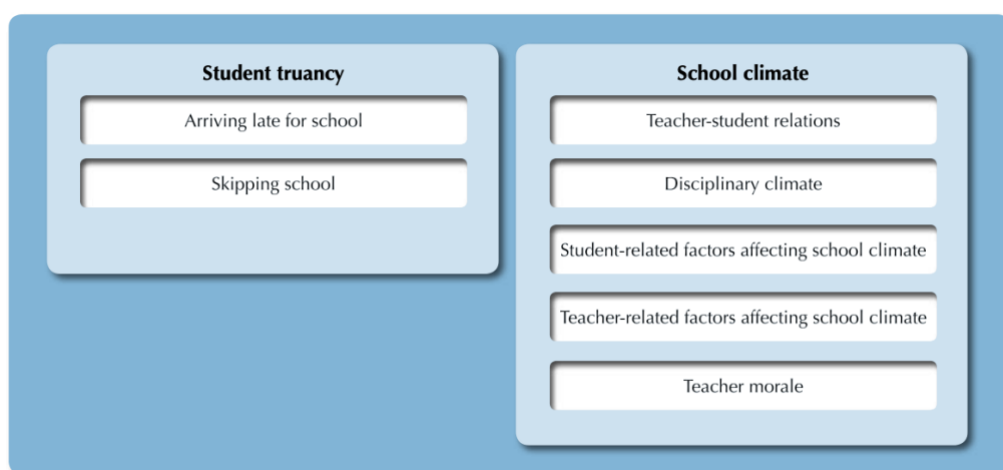 Student truancy
Arriving late for school
Skipping school
School climate
Teacher-student relations
Disciplinary climate
Student-related factors affecting school climate
Teacher-related factors affecting school climate
Teacher morale